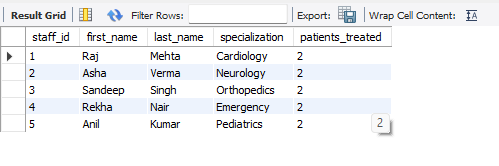 Result Grid Filter Rows: Export: Wrap Cell Content: IA
staff_id first_name last_name specialization patients_treated
1 Raj Mehta Cardiology 2
2 Asha Verma Neurology 2
3 Sandeep Singh Orthopedics 2
4 Rekha Nair Emergency 2
5 Anil Kumar Pediatrics 2
2